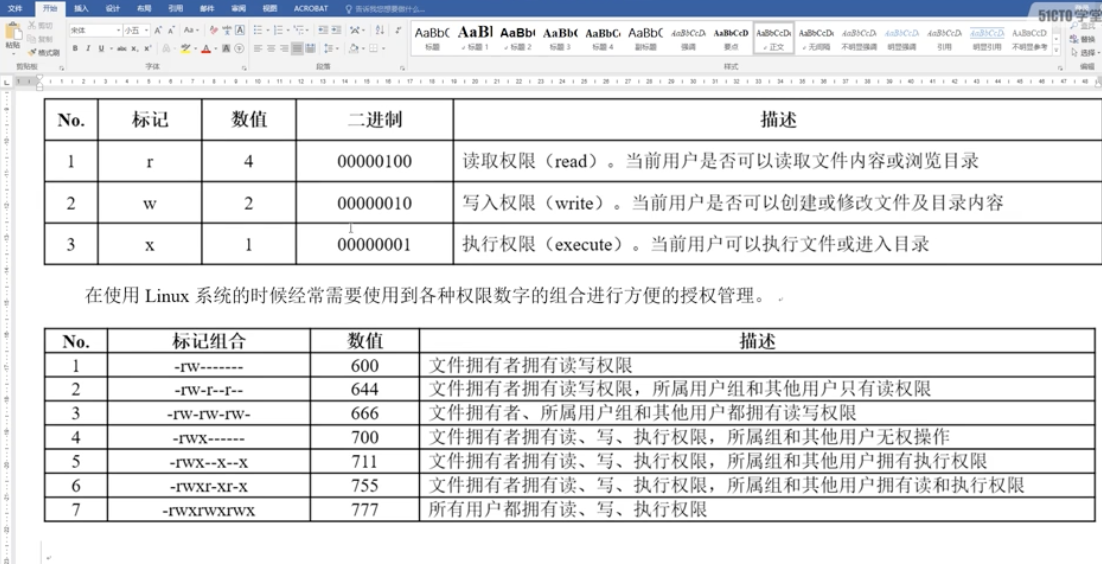 文件 开始 插入 设计 布局 引用 邮件 审阅 视图 ACROBAT 告诉我您想要做什么...
51CTO学堂
粘贴 剪切
复制
格式刷
宋体 小五
AaBbC AaBl AaBb AaBbC AaBbC AaBbC AaBbCcDi AaBbCcD AaBbCcDi AaBbCcDi AaBbCcDi AaBbCcDi AaBbCcDi AaBbCcDi AaBbCcDi
标题 标题 1 标题 2 标题 3 标题 4 副标题 强调 要点 正文 无间隔 不明显强调 明显强调 引用 明显引用 不明显参考
替换
选择
剪贴板 字体 段落 样式 编辑
No. 标记 数值 二进制 描述
1 r 4 00000100 读取权限（read）。当前用户是否可以读取文件内容或浏览目录
2 w 2 00000010 写入权限（write）。当前用户是否可以创建或修改文件及目录内容
3 x 1 00000001 执行权限（execute）。当前用户可以执行文件或进入目录
在使用 Linux 系统的时候经常需要使用到各种权限数字的组合进行方便的授权管理。
No. 标记组合 数值 描述
1 -rw------- 600 文件拥有者拥有读写权限
2 -rw-r--r-- 644 文件拥有者拥有读写权限，所属用户组和其他用户只有读权限
3 -rw-rw-rw- 666 文件拥有者、所属用户组和其他用户都拥有读写权限
4 -rwx------ 700 文件拥有者拥有读、写、执行权限，所属组和其他用户无权操作
5 -rwx--x--x 711 文件拥有者拥有读、写、执行权限，所属组和其他用户拥有执行权限
6 -rwxr-xr-x 755 文件拥有者拥有读、写、执行权限，所属组和其他用户拥有读和执行权限
7 -rwxrwxrwx 777 所有用户都拥有读、写、执行权限